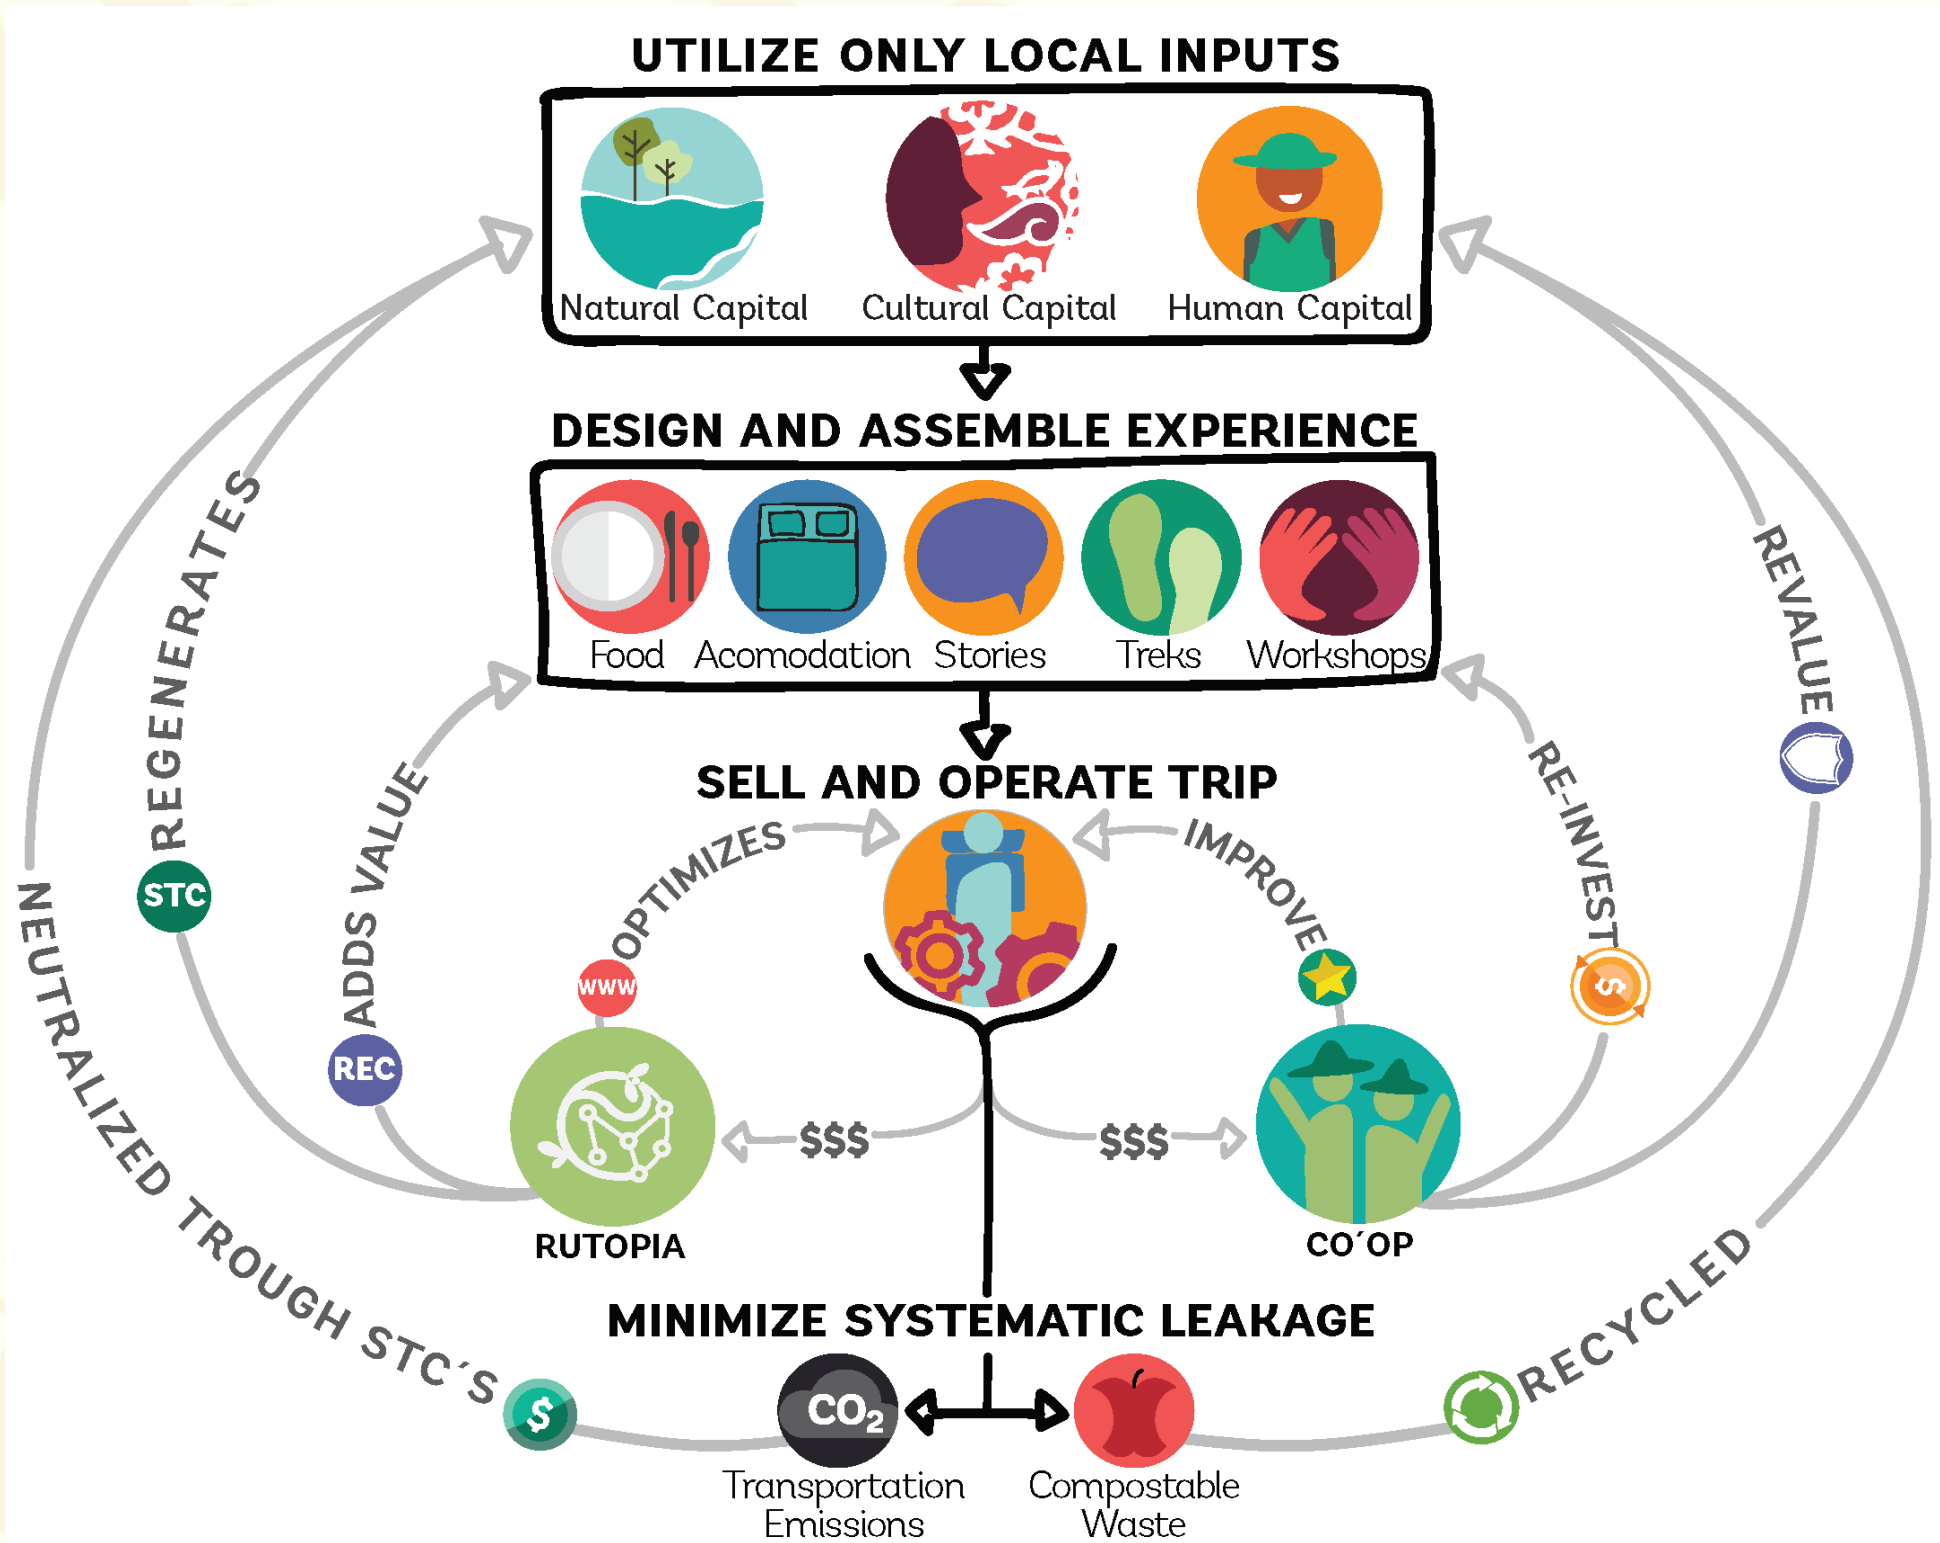 UTILIZE ONLY LOCAL INPUTS
Natural Capital
Cultural Capital
Human Capital
DESIGN AND ASSEMBLE EXPERIENCE
Food
Acomodation
Stories
Treks
Workshops
SELL AND OPERATE TRIP
REGENERATES
STC
ADDS VALUE
REC
OPTIMIZES
WWW
IMPROVE
RE-INVEST
$
REVALUE
$$$
$$$
RUTOPIA
CO´OP
NEUTRALIZED TROUGH STC´S
$
RECYCLED
MINIMIZE SYSTEMATIC LEAKAGE
CO2
Transportation
Emissions
Compostable
Waste